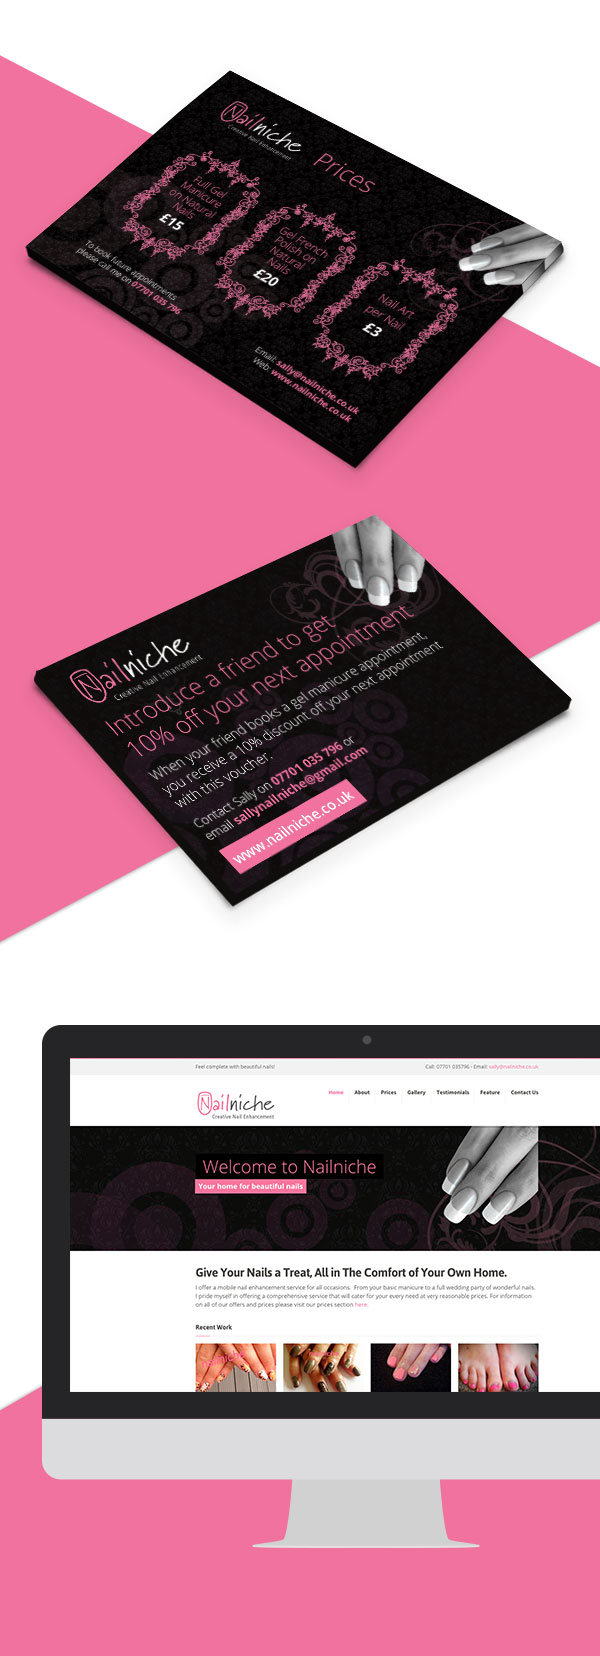 Nailniche
Creative Nail Enhancement
Prices
Full Gel
Manicure
on Natural
Nails
£15
Gel French
Polish on
Natural
Nails
£20
Nail Art
per Nail
£3
To book future appointments
please call me on 07701 035 796
Email: sally@nailniche.co.uk
Web: www.nailniche.co.uk
Nailniche
Creative Nail Enhancement
Introduce a friend to get
10% off your next appointment
When your friend books a gel manicure appointment,
you receive a 10% discount off your next appointment
with this voucher.
Contact Sally on 07701 035 796 or
email sallynailniche@gmail.com
www.nailniche.co.uk
Feel complete with beautiful nails!
Call: 07701 035796 - Email: sally@nailniche.co.uk
Nailniche
Creative Nail Enhancement
Home About Prices Gallery Testimonials Feature Contact Us
Welcome to Nailniche
Your home for beautiful nails
Give Your Nails a Treat, All in The Comfort of Your Own Home.
I offer a mobile nail enhancement service for all occasions. From your basic manicure to a full wedding party of wonderful nails.
I pride myself in offering a comprehensive service that will cater for your every need at very reasonable prices. For information
on all of our offers and prices please visit our prices section here.
Recent Work